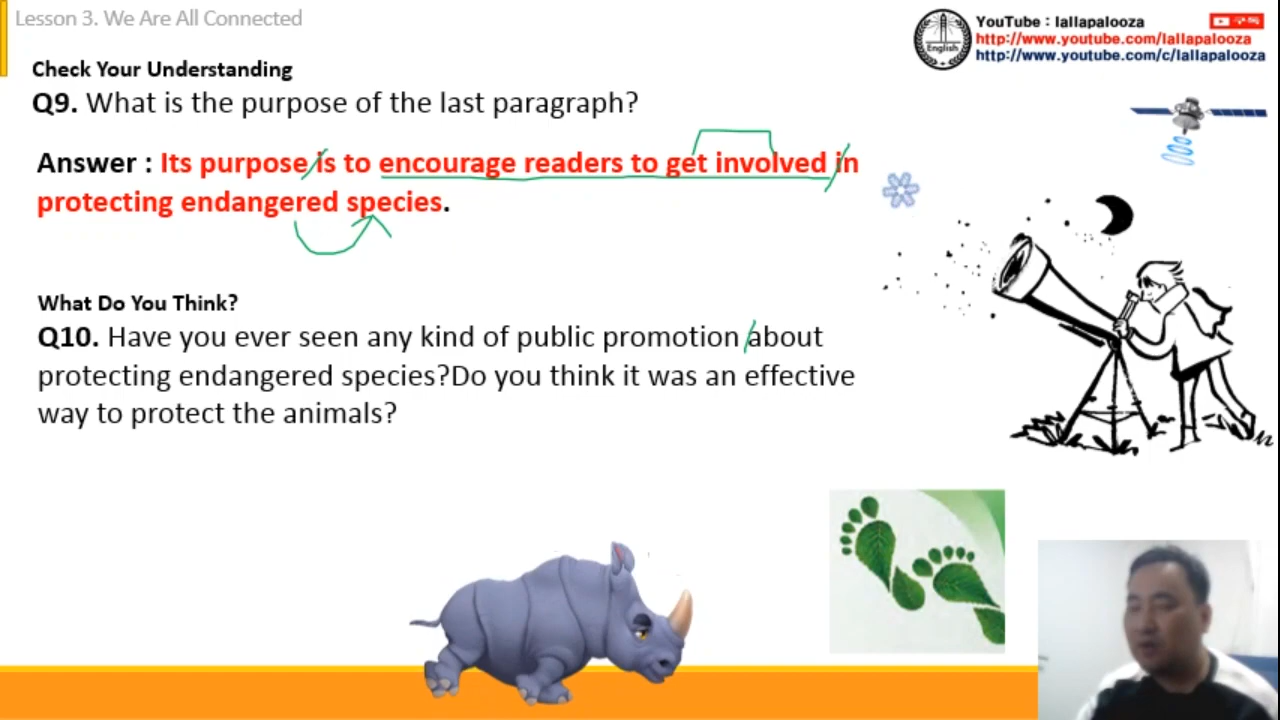 Lesson 3. We Are All Connected
English
YouTube : lallapalooza
구독
http://www.youtube.com/lallapalooza
http://www.youtube.com/c/lallapalooza
Check Your Understanding
Q9. What is the purpose of the last paragraph?
Answer : Its purpose is to encourage readers to get involved in
protecting endangered species.
What Do You Think?
Q10. Have you ever seen any kind of public promotion about
protecting endangered species?Do you think it was an effective
way to protect the animals?